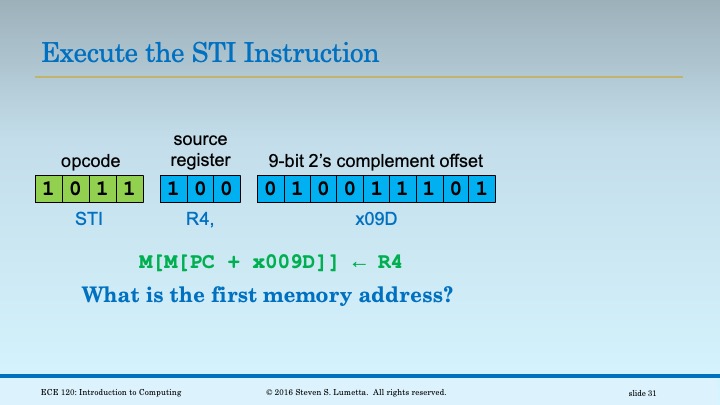 Execute the STI Instruction
opcode
source
register
9-bit 2's complement offset
1 0 1 1 1 0 0 0 1 0 0 1 1 1 0 1
STI R4, x09D
M[M[PC + x009D]] ← R4
What is the first memory address?
ECE 120: Introduction to Computing © 2016 Steven S. Lumetta. All rights reserved. slide 31